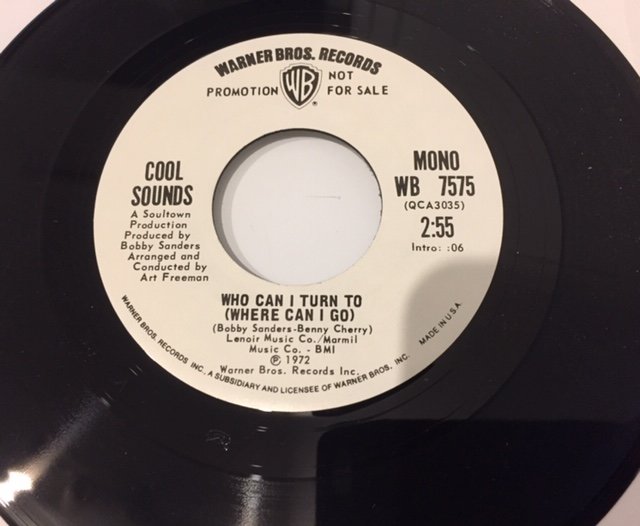 WARNER BROS. RECORDS
PROMOTION WB NOT
FOR SALE
COOL
SOUNDS
A Soultown
Production
Produced by
Bobby Sanders
Arranged and
Conducted by
Art Freeman
MONO
WB 7575
(QCA3035)
2:55
Intro: :06
WHO CAN I TURN TO
(WHERE CAN I GO)
(Bobby Sanders-Benny Cherry)
Lenoir Music Co./Marmil
Music Co. - BMI
Ⓟ 1972
Warner Bros. Records Inc.
WARNER BROS. RECORDS INC., A SUBSIDIARY AND LICENSEE OF WARNER BROS. INC.
MADE IN U.S.A.